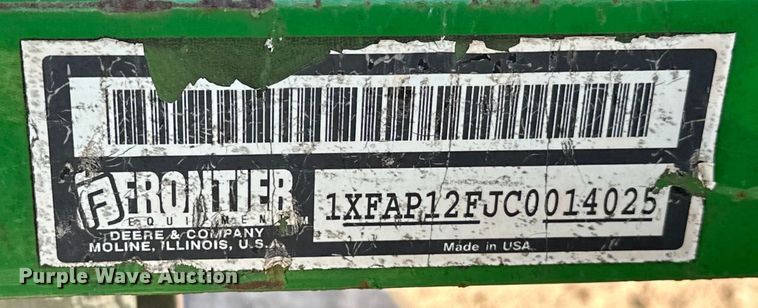 FRONTIER
EQUIPMENT
DEERE & COMPANY
MOLINE, ILLINOIS, U.S.A.
1XFAP12FJC0014025
Made in USA
Purple Wave Auction